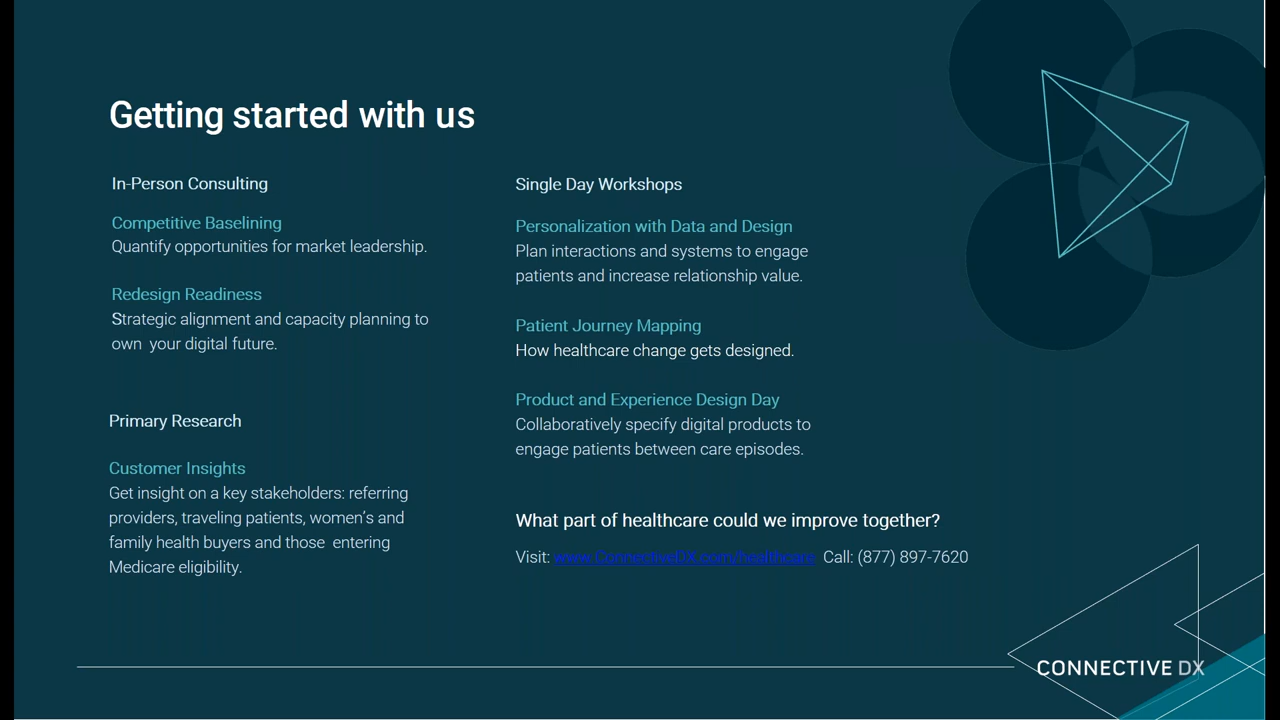 Getting started with us
In-Person Consulting
Competitive Baselining
Quantify opportunities for market leadership.
Redesign Readiness
Strategic alignment and capacity planning to
own  your digital future.
Primary Research
Customer Insights
Get insight on a key stakeholders: referring
providers, traveling patients, women's and
family health buyers and those  entering
Medicare eligibility.
Single Day Workshops
Personalization with Data and Design
Plan interactions and systems to engage
patients and increase relationship value.
Patient Journey Mapping
How healthcare change gets designed.
Product and Experience Design Day
Collaboratively specify digital products to
engage patients between care episodes.
What part of healthcare could we improve together?
Visit: www.ConnectiveDX.com/healthcare  Call: (877) 897-7620
CONNECTIVE DX